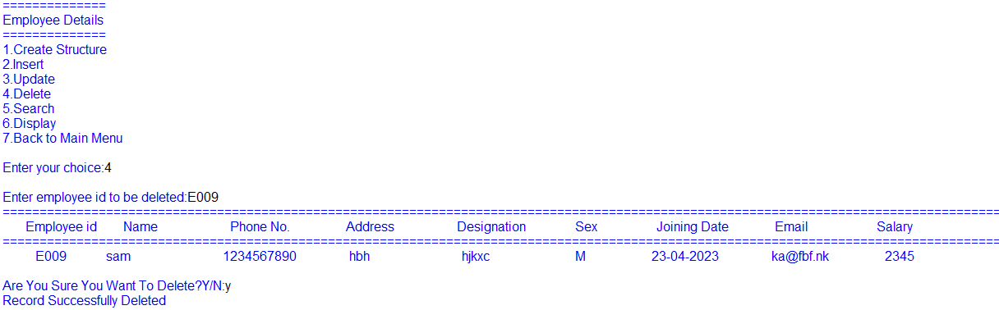 ==============
Employee Details
==============
1.Create Structure
2.Insert
3.Update
4.Delete
5.Search
6.Display
7.Back to Main Menu
Enter your choice:4
Enter employee id to be deleted:E009
=======================================================================================================================================
Employee id Name Phone No. Address Designation Sex Joining Date Email Salary
=======================================================================================================================================
E009 sam 1234567890 hbh hjkxc M 23-04-2023 ka@fbf.nk 2345
Are You Sure You Want To Delete?Y/N:y
Record Successfully Deleted